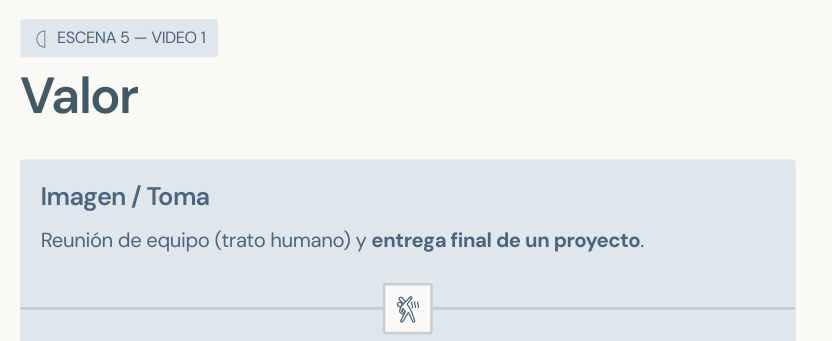 ESCENA 5 — VIDEO 1
Valor
Imagen / Toma
Reunión de equipo (trato humano) y entrega final de un proyecto.